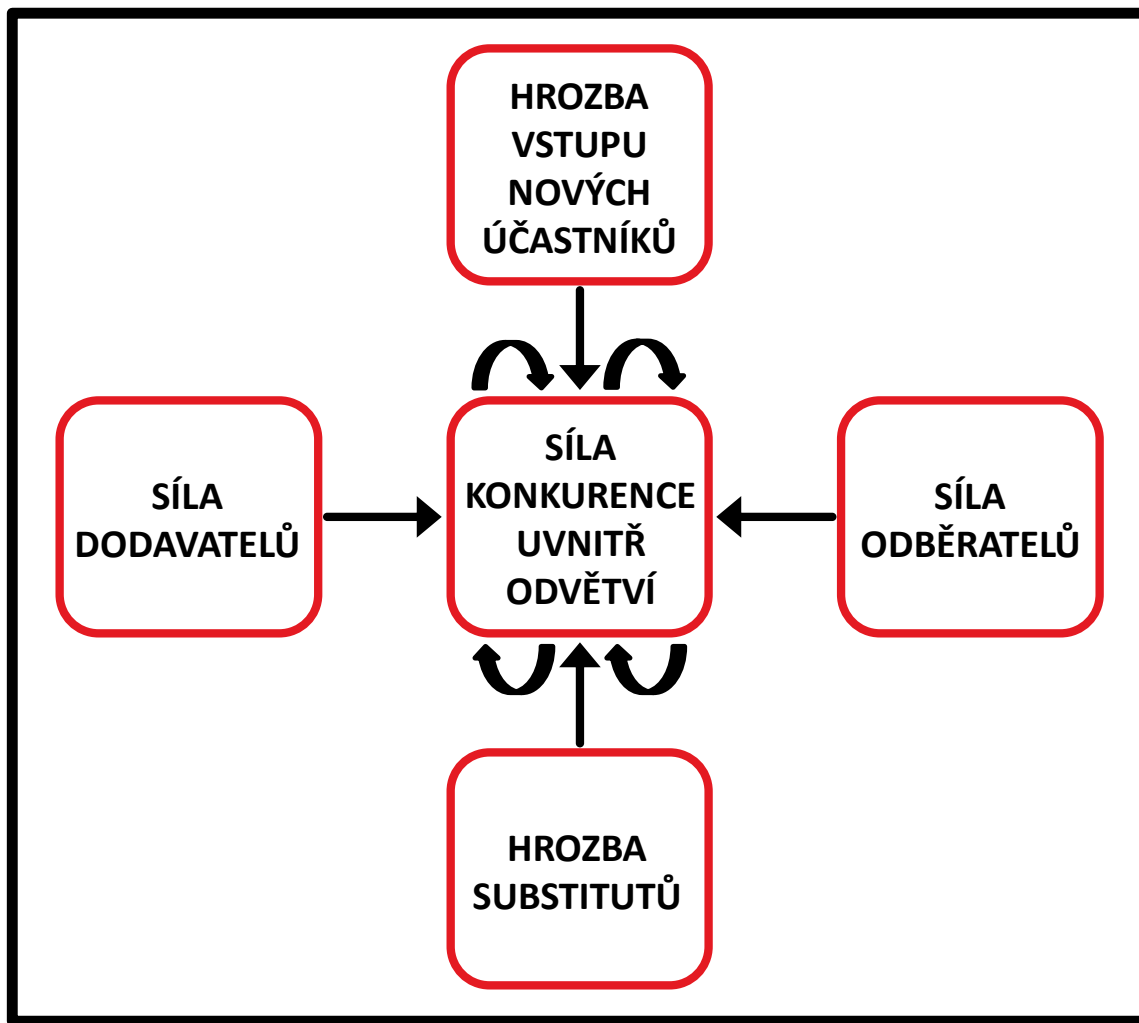 HROZBA
VSTUPU
NOVÝCH
ÚČASTNÍKŮ
SÍLA
DODAVATELŮ
SÍLA
KONKURENCE
UVNITŘ
ODVĚTVÍ
SÍLA
ODBĚRATELŮ
HROZBA
SUBSTITUTŮ